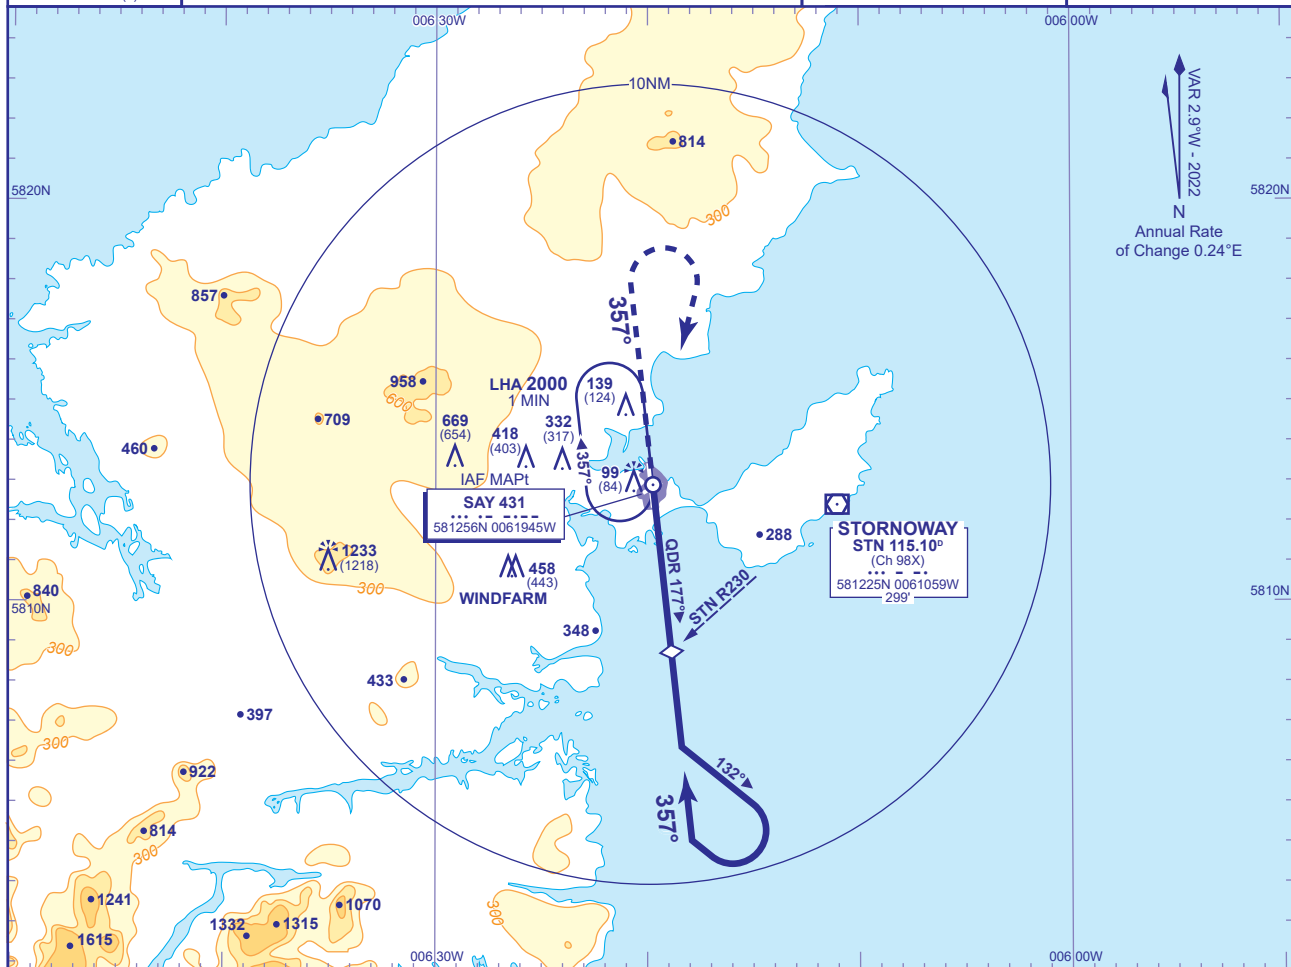 006:30W
006:00W
10NM
VAR 2.9°W - 2022
814
5820N
5820N
300
N
Annual Rate
of Change 0.24°E
857
357°
958
LHA 2000
1 MIN
139
(124)
600
709
669
(654)
418
(403)
332
(317)
460
357°
IAF MAPt
99
(84)
SAY 431
581256N 0061945W
288
STORNOWAY
STN 115.10ᴰ
(Ch 98X)
581225N 0061059W
299'
1233
(1218)
QDR 177°
STN R230
458
(443)
WINDFARM
300
840
5810N
5810N
348
300
433
397
300
922
132°
357°
814
300
1241
1070
300
1332
1315
1615
006:30W
006:00W